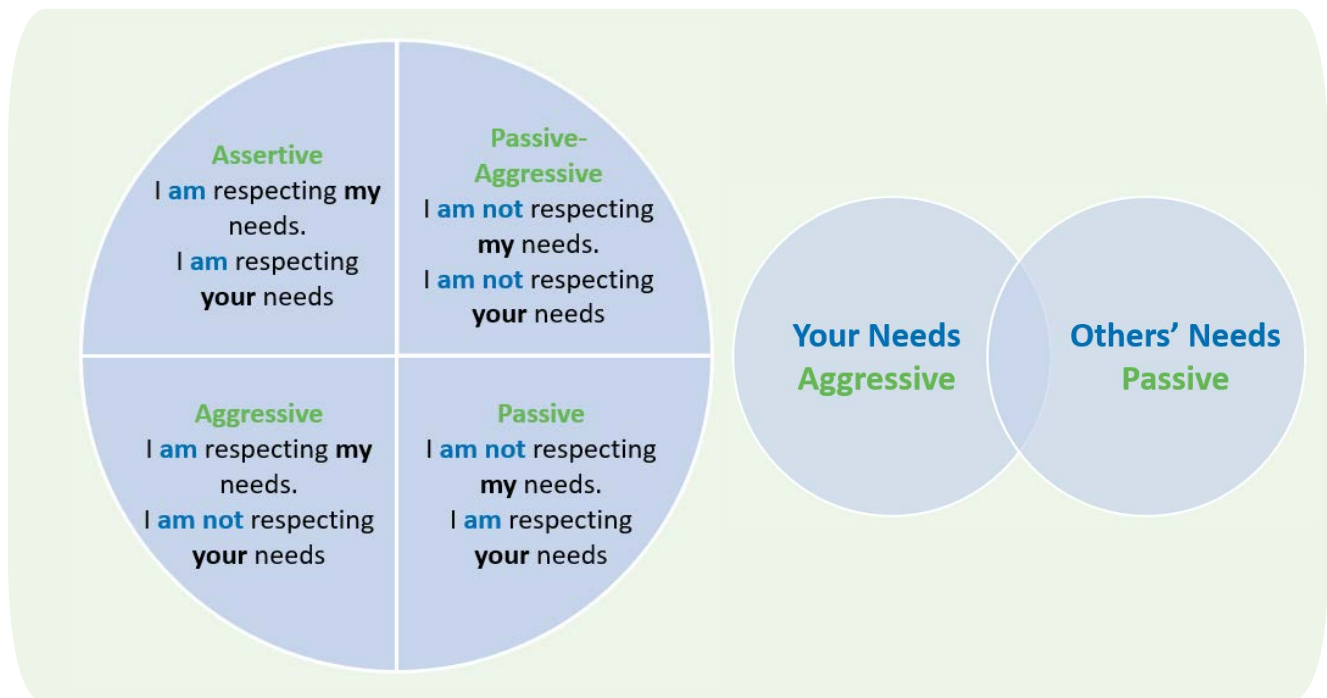 Assertive
I am respecting my
needs.
I am respecting
your needs
Passive-
Aggressive
I am not respecting
my needs.
I am not respecting
your needs
Aggressive
I am respecting my
needs.
I am not respecting
your needs
Passive
I am not respecting
my needs.
I am respecting
your needs
Your Needs
Aggressive
Others’ Needs
Passive